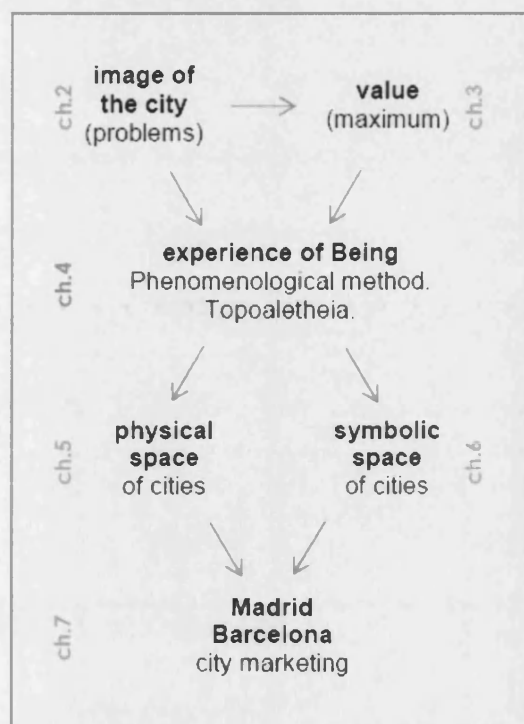 ch.2
image of
the city
(problems)
value
(maximum)
ch.3
ch.4
experience of Being
Phenomenological method.
Topoaletheia.
ch.5
physical
space
of cities
symbolic
space
of cities
ch.6
ch.7
Madrid
Barcelona
city marketing